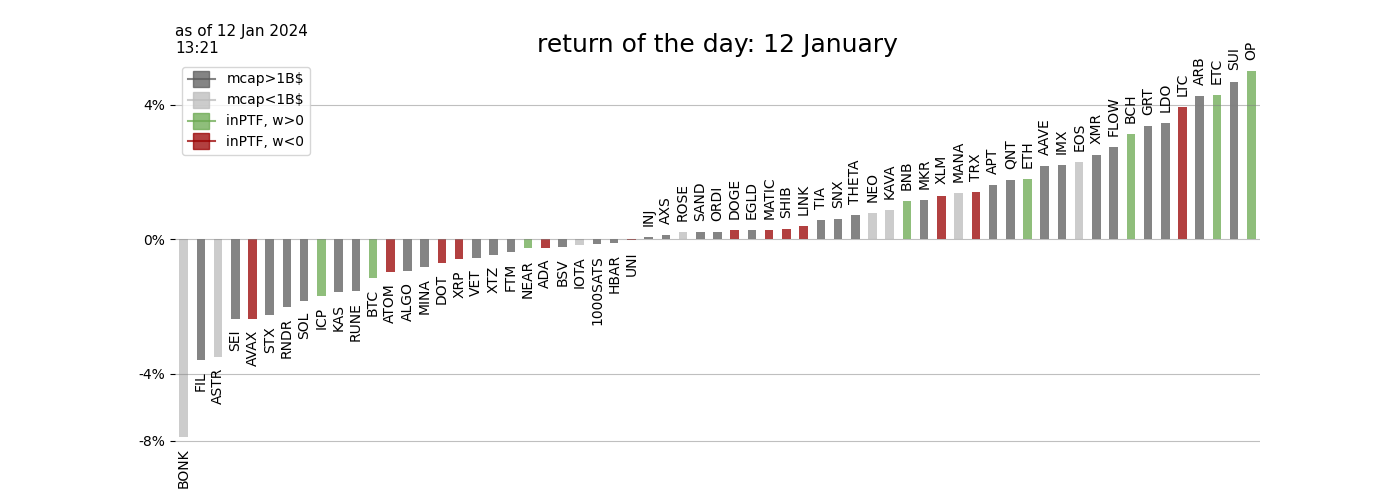 as of 12 Jan 2024
13:21
return of the day: 12 January
mcap>1B$
mcap<1B$
inPTF, w>0
inPTF, w<0
4%
0%
-4%
-8%
BONK
FIL
ASTR
SEI
AVAX
STX
RNDR
SOL
ICP
KAS
RUNE
BTC
ATOM
ALGO
MINA
DOT
XRP
VET
XTZ
FTM
NEAR
ADA
BSV
IOTA
1000SATS
HBAR
UNI
INJ
AXS
ROSE
SAND
ORDI
DOGE
EGLD
MATIC
SHIB
LINK
TIA
SNX
THETA
NEO
KAVA
BNB
MKR
XLM
MANA
TRX
APT
QNT
ETH
AAVE
IMX
EOS
XMR
FLOW
BCH
GRT
LDO
LTC
ARB
ETC
SUI
OP